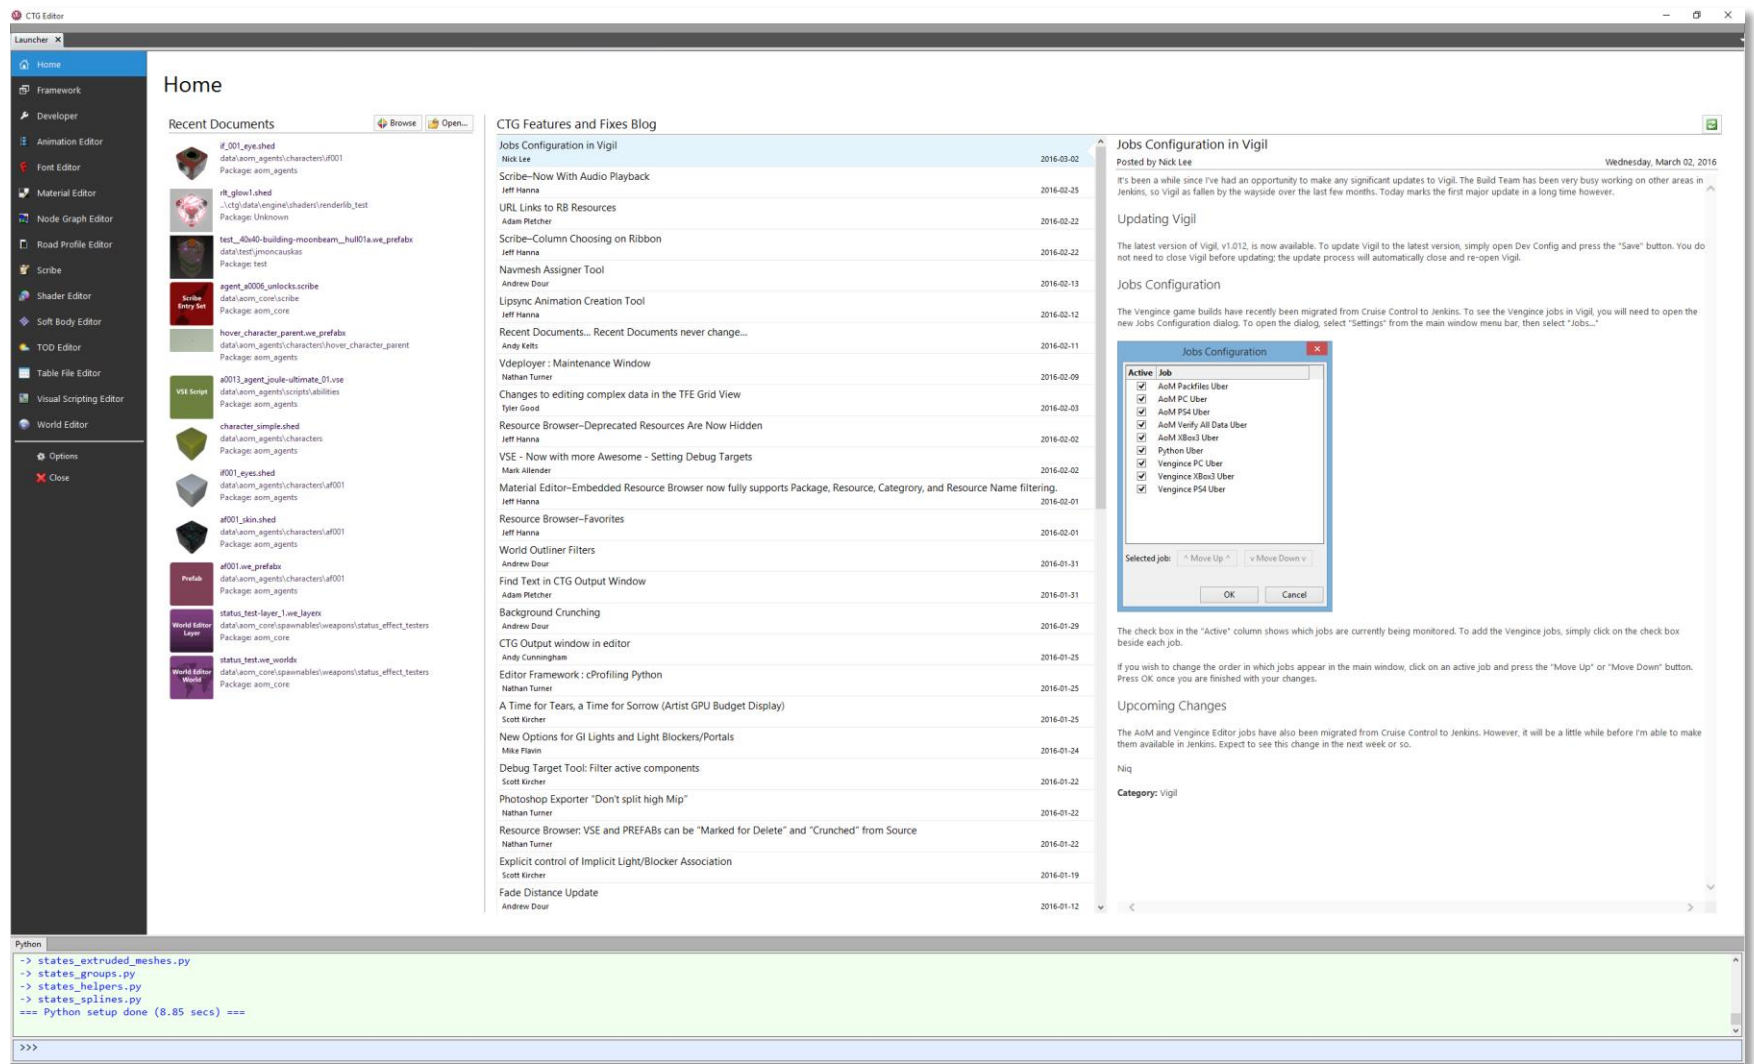 CTG Editor
Launcher X
Home
Framework
Developer
Animation Editor
Font Editor
Material Editor
Node Graph Editor
Road Profile Editor
Scribe
Shader Editor
Soft Body Editor
TOD Editor
Table File Editor
Visual Scripting Editor
World Editor
Options
Close
Home
Recent Documents
Browse
Open...
if_001_eye.shed
data\aom_agents\characters\if001
Package: aom_agents
rlt_glow1.shed
..\ctg\data\engine\shaders\renderlib_test
Package: Unknown
test__40x40-building-moonbeam__hull01a.we_prefabx
data\test\jmoncauskas
Package: test
Scribe
Entry Set
agent_a0006_unlocks.scribe
data\aom_core\scribe
Package: aom_core
hover_character_parent.we_prefabx
data\aom_agents\characters\hover_character_parent
Package: aom_agents
VSE Script
a0013_agent_joule-ultimate_01.vse
data\aom_agents\scripts\abilities
Package: aom_agents
character_simple.shed
data\aom_agents\characters
Package: aom_agents
if001_eyes.shed
data\aom_agents\characters\af001
Package: aom_agents
af001_skin.shed
data\aom_agents\characters\af001
Package: aom_agents
Prefab
af001.we_prefabx
data\aom_agents\characters\af001
Package: aom_agents
World Editor
Layer
status_test-layer_1.we_layerx
data\aom_core\spawnables\weapons\status_effect_testers
Package: aom_core
World Editor
World
status_test.we_worldx
data\aom_core\spawnables\weapons\status_effect_testers
Package: aom_core
CTG Features and Fixes Blog
Jobs Configuration in Vigil
Nick Lee 2016-03-02
Scribe–Now With Audio Playback
Jeff Hanna 2016-02-25
URL Links to RB Resources
Adam Pletcher 2016-02-22
Scribe–Column Choosing on Ribbon
Jeff Hanna 2016-02-22
Navmesh Assigner Tool
Andrew Dour 2016-02-13
Lipsync Animation Creation Tool
Jeff Hanna 2016-02-12
Recent Documents... Recent Documents never change...
Andy Kelts 2016-02-11
Vdeployer : Maintenance Window
Nathan Turner 2016-02-09
Changes to editing complex data in the TFE Grid View
Tyler Good 2016-02-03
Resource Browser–Deprecated Resources Are Now Hidden
Jeff Hanna 2016-02-02
VSE - Now with more Awesome - Setting Debug Targets
Mark Allender 2016-02-02
Material Editor–Embedded Resource Browser now fully supports Package, Resource, Categrory, and Resource Name filtering.
Jeff Hanna 2016-02-01
Resource Browser–Favorites
Jeff Hanna 2016-02-01
World Outliner Filters
Andrew Dour 2016-01-31
Find Text in CTG Output Window
Adam Pletcher 2016-01-31
Background Crunching
Andrew Dour 2016-01-29
CTG Output window in editor
Andy Cunningham 2016-01-25
Editor Framework : cProfiling Python
Nathan Turner 2016-01-25
A Time for Tears, a Time for Sorrow (Artist GPU Budget Display)
Scott Kircher 2016-01-25
New Options for GI Lights and Light Blockers/Portals
Mike Flavin 2016-01-24
Debug Target Tool: Filter active components
Scott Kircher 2016-01-22
Photoshop Exporter "Don't split high Mip"
Nathan Turner 2016-01-22
Resource Browser: VSE and PREFABs can be "Marked for Delete" and "Crunched" from Source
Nathan Turner 2016-01-22
Explicit control of Implicit Light/Blocker Association
Scott Kircher 2016-01-19
Fade Distance Update
Andrew Dour 2016-01-12
Jobs Configuration in Vigil
Posted by Nick Lee Wednesday, March 02, 2016
It's been a while since I've had an opportunity to make any significant updates to Vigil. The Build Team has been very busy working on other areas in
Jenkins, so Vigil as fallen by the wayside over the last few months. Today marks the first major update in a long time however.
Updating Vigil
The latest version of Vigil, v1.012, is now available. To update Vigil to the latest version, simply open Dev Config and press the "Save" button. You do
not need to close Vigil before updating; the update process will automatically close and re-open Vigil.
Jobs Configuration
The Vengince game builds have recently been migrated from Cruise Control to Jenkins. To see the Vengince jobs in Vigil, you will need to open the
new Jobs Configuration dialog. To open the dialog, select "Settings" from the main window menu bar, then select "Jobs..."
Jobs Configuration
Active Job
AoM Packfiles Uber
AoM PC Uber
AoM PS4 Uber
AoM Verify All Data Uber
AoM XBox3 Uber
Python Uber
Vengince PC Uber
Vengince XBox3 Uber
Vengince PS4 Uber
Selected job: ^ Move Up ^ v Move Down v
OK Cancel
The check box in the "Active" column shows which jobs are currently being monitored. To add the Vengince jobs, simply click on the check box
beside each job.
If you wish to change the order in which jobs appear in the main window, click on an active job and press the "Move Up" or "Move Down" button.
Press OK once you are finished with your changes.
Upcoming Changes
The AoM and Vengince Editor jobs have also been migrated from Cruise Control to Jenkins. However, it will be a little while before I'm able to make
them available in Jenkins. Expect to see this change in the next week or so.
Niq
Category: Vigil
Python
-> states_extruded_meshes.py
-> states_groups.py
-> states_helpers.py
-> states_splines.py
=== Python setup done (8.85 secs) ===
>>>